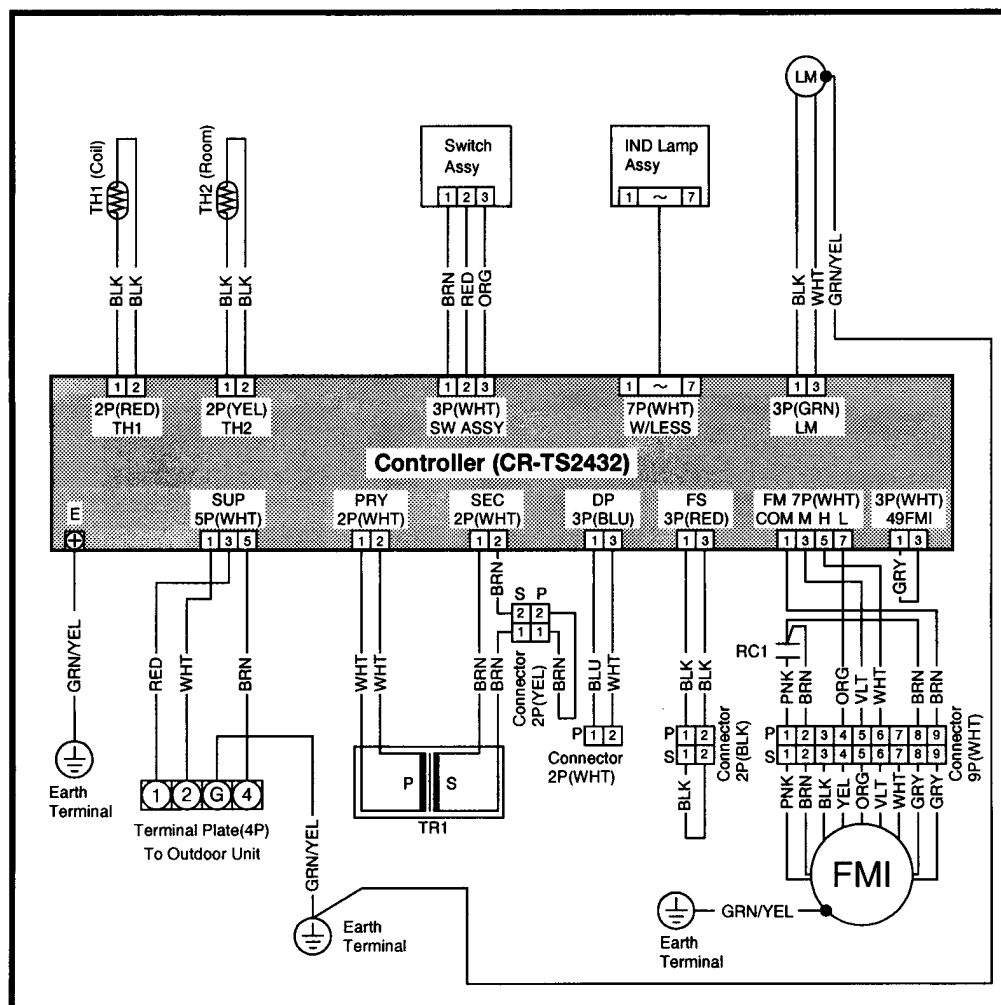 LM
TH1 (Coil)
TH2 (Room)
Switch
Assy
1 2 3
IND Lamp
Assy
1 ~ 7
BLK
BLK
BLK
BLK
BRN
RED
ORG
BLK
WHT
GRN/YEL
1 2
2P(RED)
TH1
1 2
2P(YEL)
TH2
1 2 3
3P(WHT)
SW ASSY
1 ~ 7
7P(WHT)
W/LESS
1 3
3P(GRN)
LM
Controller (CR-TS2432)
E
SUP
5P(WHT)
1 3 5
PRY
2P(WHT)
1 2
SEC
2P(WHT)
1 2
DP
3P(BLU)
1 3
FS
3P(RED)
1 3
FM 7P(WHT)
COM M H L
1 3 5 7
3P(WHT)
49FMI
1 3
GRY
GRN/YEL
RED
WHT
BRN
WHT
WHT
BRN
BRN
BRN
S P
2 2
1 1
Connector
2P(YEL)
BRN
BLU
WHT
P 1 2
Connector
2P(WHT)
BLK
BLK
P 1 2
S 1 2
Connector
2P(BLK)
BLK
RC1
PNK
BRN
ORG
VLT
WHT
BRN
BRN
P 1 2 3 4 5 6 7 8 9
S 1 2 3 4 5 6 7 8 9
Connector
9P(WHT)
PNK
BRN
BLK
YEL
ORG
VLT
WHT
GRY
GRY
FMI
GRN/YEL
Earth
Terminal
Earth
Terminal
1 2 G 4
Terminal Plate(4P)
To Outdoor Unit
GRN/YEL
Earth
Terminal
P S
TR1